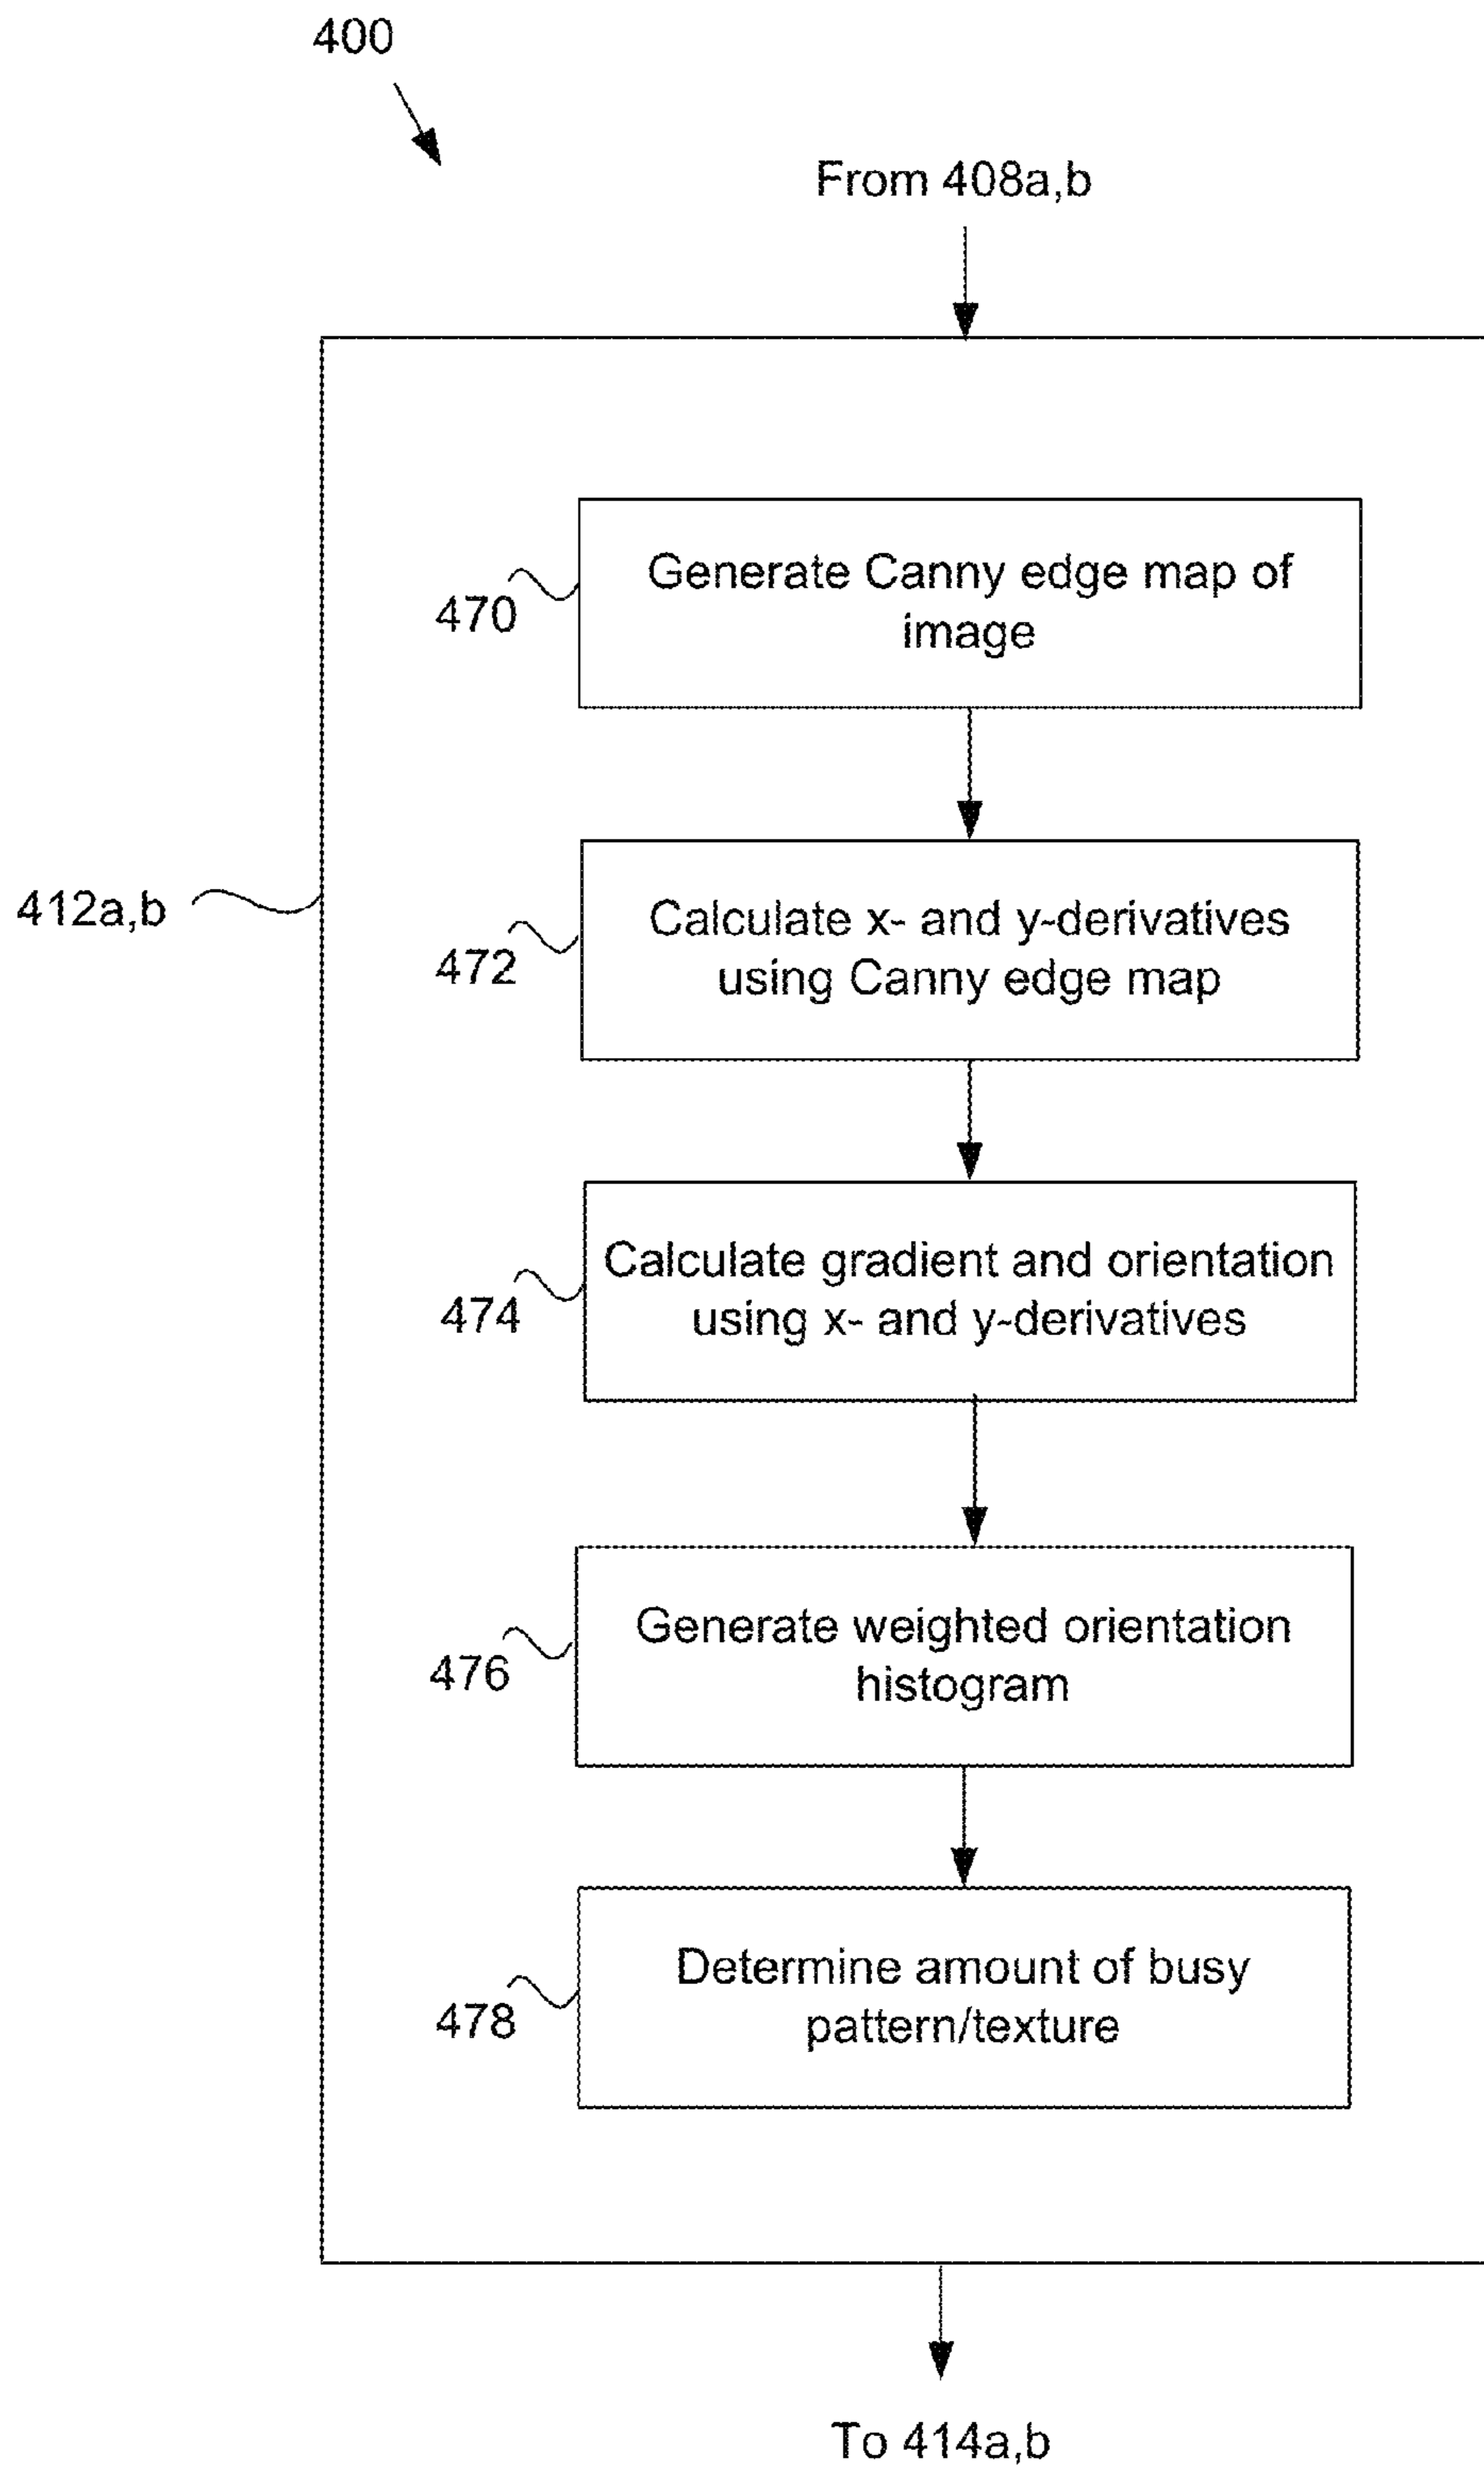 400
From 408a,b
Generate Canny edge map of
image
470
412a,b
Calculate x- and y-derivatives
using Canny edge map
472
Calculate gradient and orientation
using x- and y-derivatives
474
Generate weighted orientation
histogram
476
Determine amount of busy
pattern/texture
478
To 414a,b